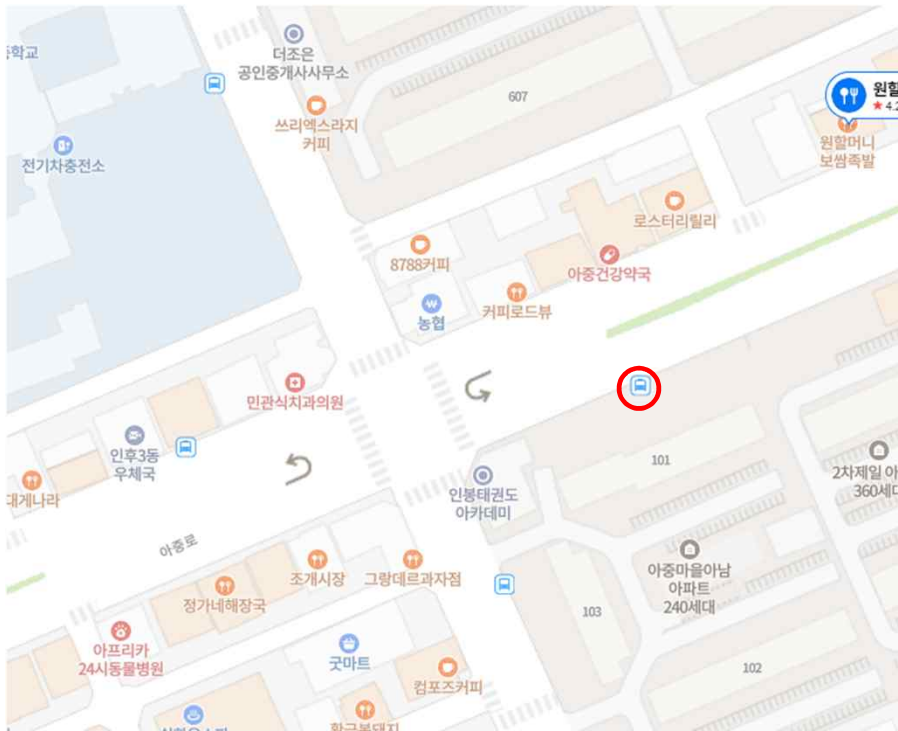 더조은
공인중개사사무소
607
원할
★ 4.2
쓰리엑스라지
커피
원할머니
보쌈족발
전기차충전소
로스터리릴리
8788커피
아중건강약국
커피로드뷰
농협
민관식치과의원
인후3동
우체국
101
인봉태권도
아카데미
2차제일 아
360세대
대게나라
아중로
조개시장
그랑데르과자점
아중마을아남
아파트
240세대
정가네해장국
103
아프리카
24시동물병원
굿마트
102
컴포즈커피